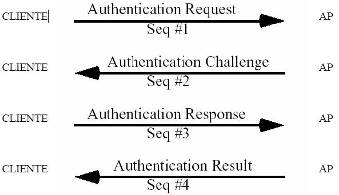 CLIENTE Authentication Request AP
Seq #1
CLIENTE Authentication Challenge AP
Seq #2
CLIENTE Authentication Response AP
Seq #3
CLIENTE Authentication Result AP
Seq #4